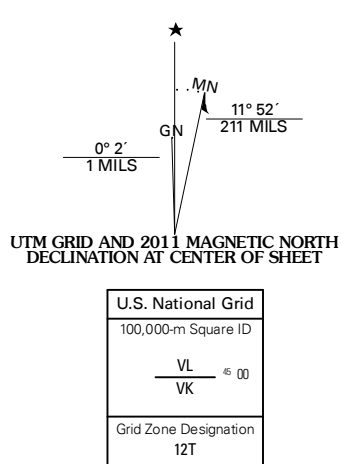 ★
MN
11° 52´
211 MILS
GN
0° 2´
1 MILS
UTM GRID AND 2011 MAGNETIC NORTH
DECLINATION AT CENTER OF SHEET
U.S. National Grid
100,000-m Square ID
VL
45 00
VK
Grid Zone Designation
12T